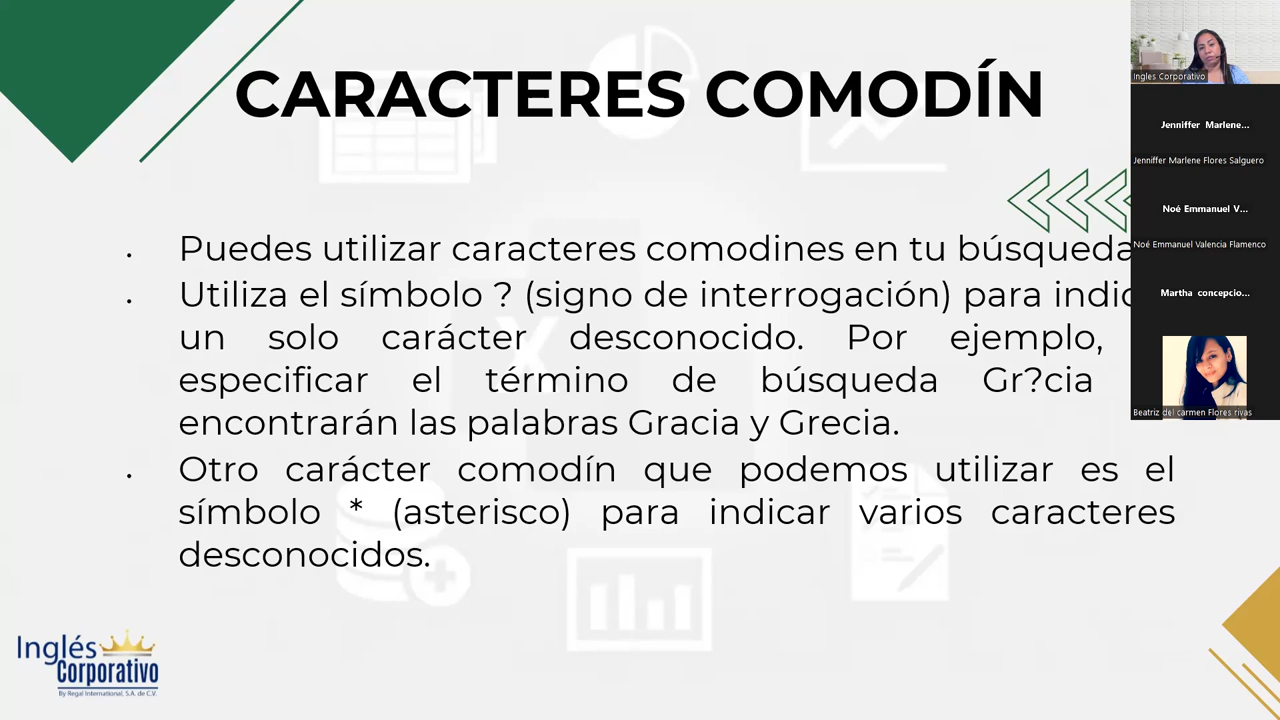 CARACTERES COMODÍN
Puedes utilizar caracteres comodines en tu búsqueda
Utiliza el símbolo ? (signo de interrogación) para
un solo carácter desconocido. Por ejemplo,
especificar el término de búsqueda Gr?cia
encontrarán las palabras Gracia y Grecia.
Otro carácter comodín que podemos utilizar es el
símbolo * (asterisco) para indicar varios caracteres
desconocidos.
Inglés
Corporativo
By Regal International, S.A. de C.V.
Ingles Corporativo
Jenniffer Marlene...
Jenniffer Marlene Flores Salguero
Noé Emmanuel V...
Noé Emmanuel Valencia Flamenco
Martha concepcio...
Beatriz del carmen Flores rivas